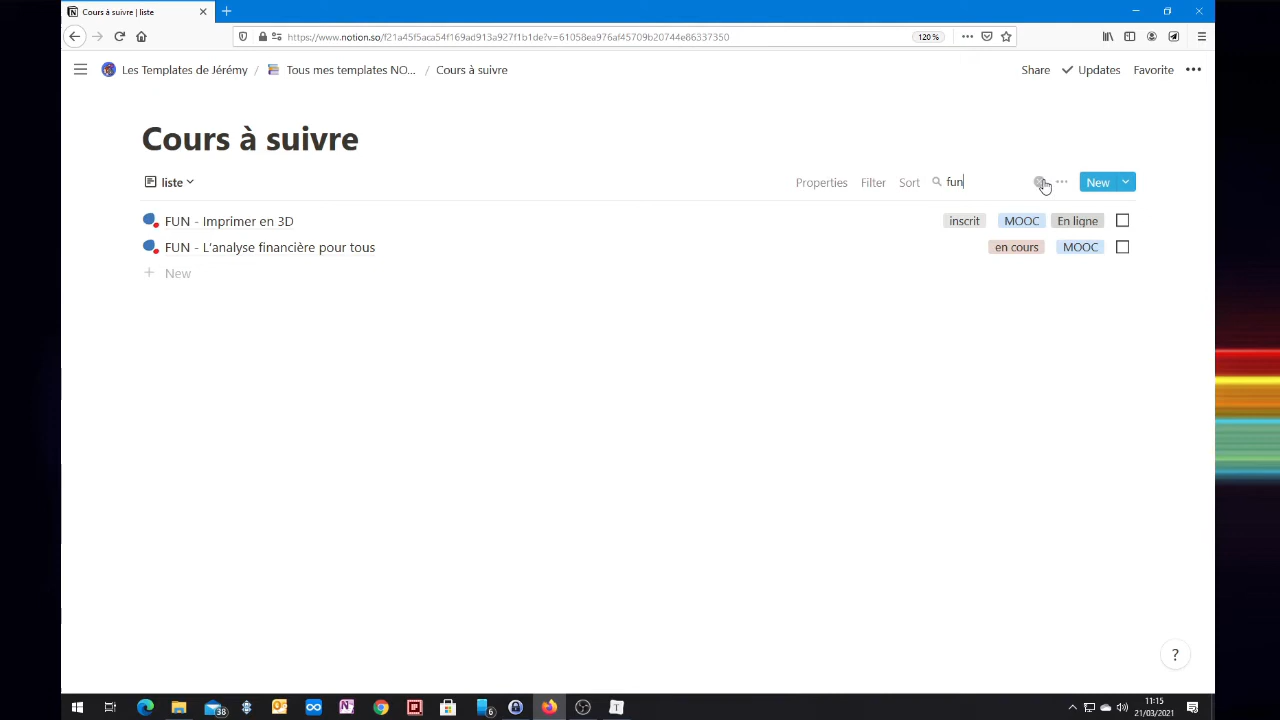 Cours à suivre | liste
https://www.notion.so/f21a45f5aca54f169ad913a927f1b1de?v=61058ea976af45709b20744e86337350
120 %
Les Templates de Jérémy / Tous mes templates NO... / Cours à suivre
Share Updates Favorite
Cours à suivre
liste
Properties Filter Sort fun New
FUN - Imprimer en 3D inscrit MOOC En ligne
FUN - L'analyse financière pour tous en cours MOOC
+ New
?
38
6
11:15
21/03/2021